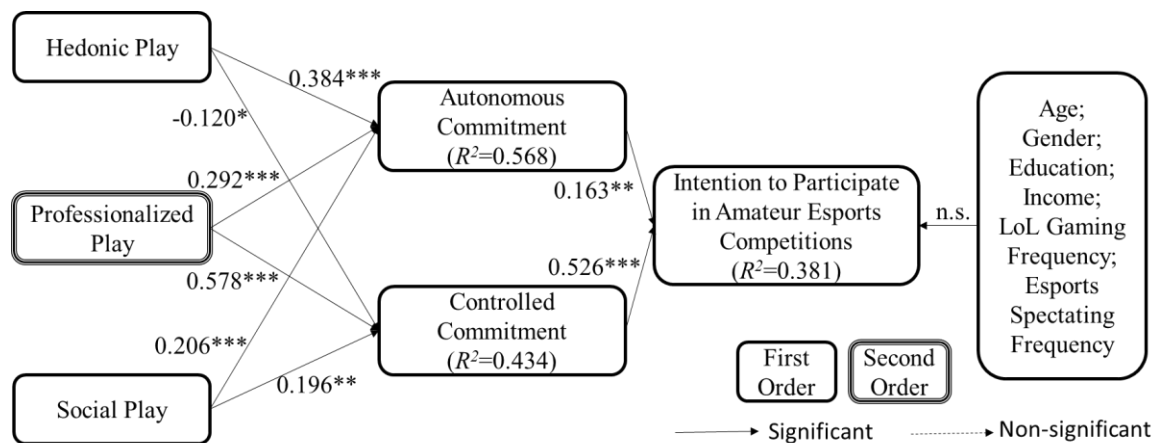 Hedonic Play
0.384***
-0.120*
Autonomous
Commitment
(R²=0.568)
Age;
Gender;
Education;
Income;
LoL Gaming
Frequency;
Esports
Spectating
Frequency
0.292***
0.163**
Professionalized
Play
Intention to Participate
in Amateur Esports
Competitions
(R²=0.381)
n.s.
0.578***
0.526***
Controlled
Commitment
(R²=0.434)
0.206***
0.196**
Social Play
First
Order
Second
Order
Significant
Non-significant